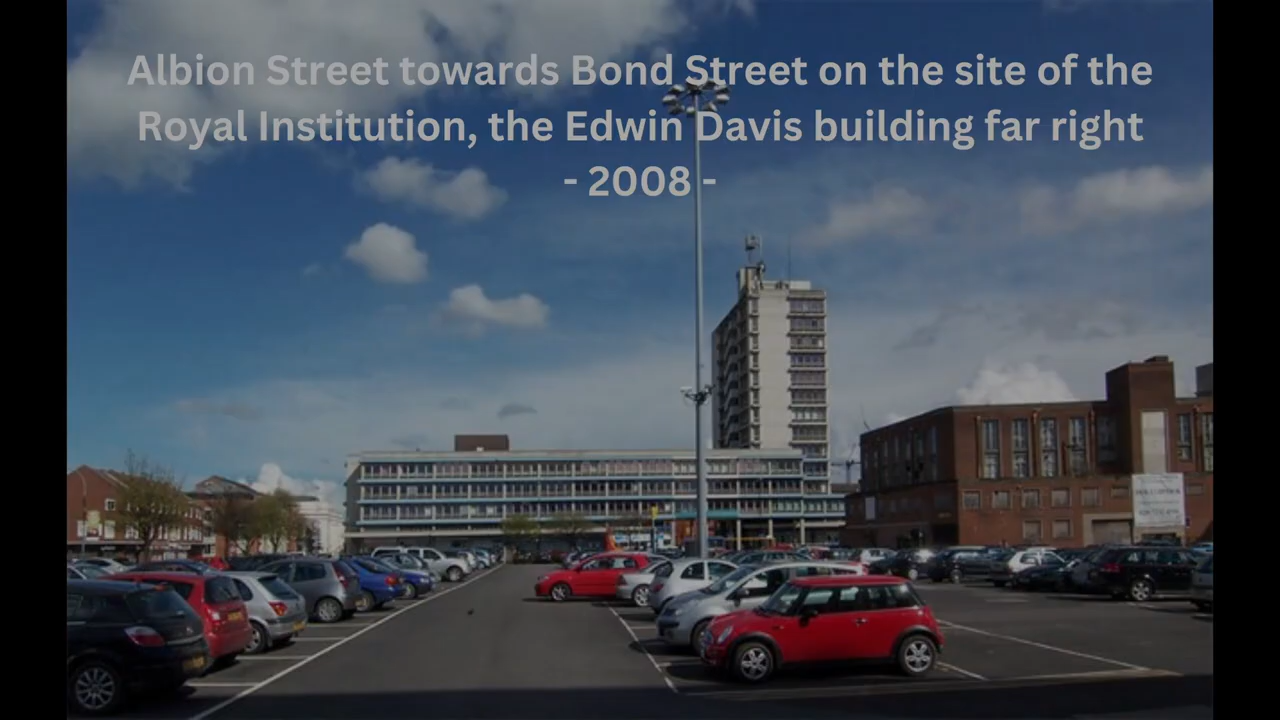 Albion Street towards Bond Street on the site of the
Royal Institution, the Edwin Davis building far right
- 2008 -